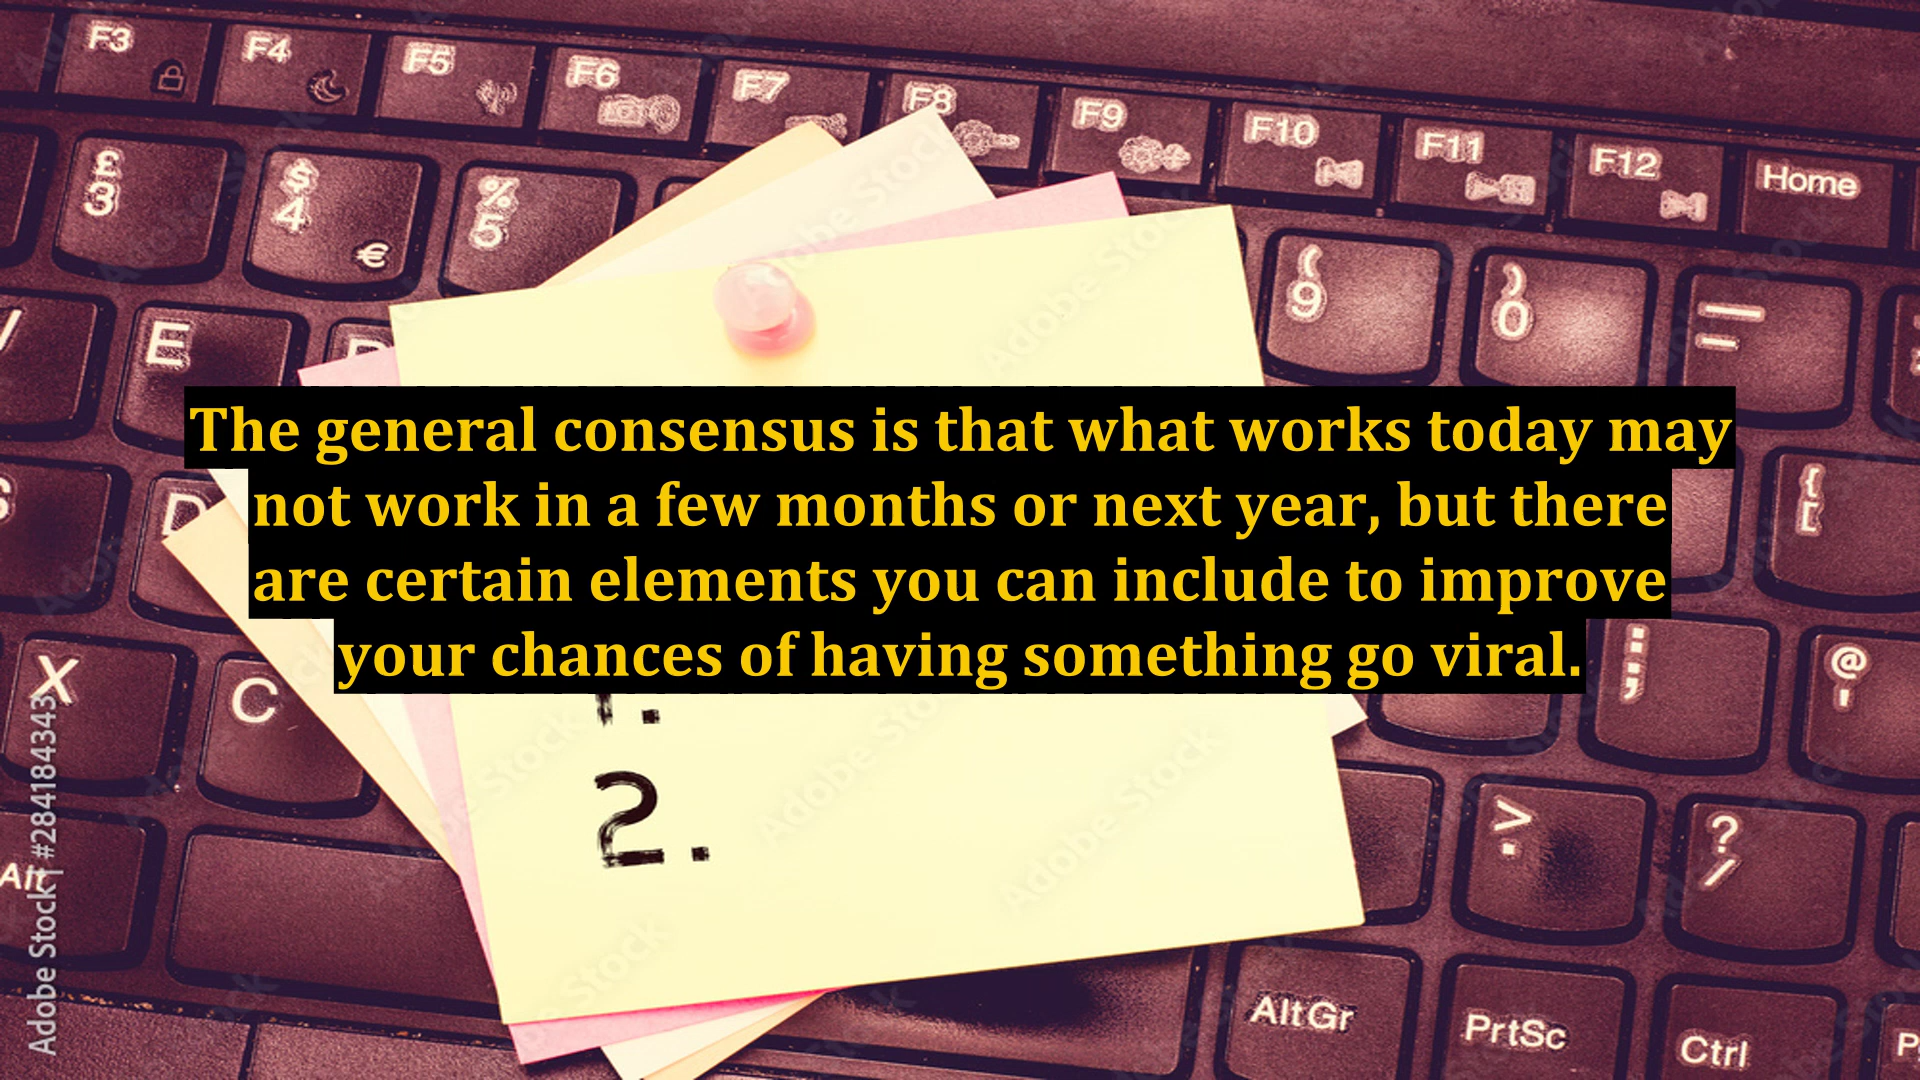 F3
F4
F5
F6
F7
F8
F9
F10
F11
F12
Home
£
3
$
4
€
%
5
(
9
)
0
=
E
The general consensus is that what works today may
not work in a few months or next year, but there
are certain elements you can include to improve
your chances of having something go viral.
D
{
[
X
C
:
;
@
'
1.
2.
>
.
?
/
Alt
AltGr
PrtSc
Ctrl
Adobe Stock | #284184343
Adobe Stock